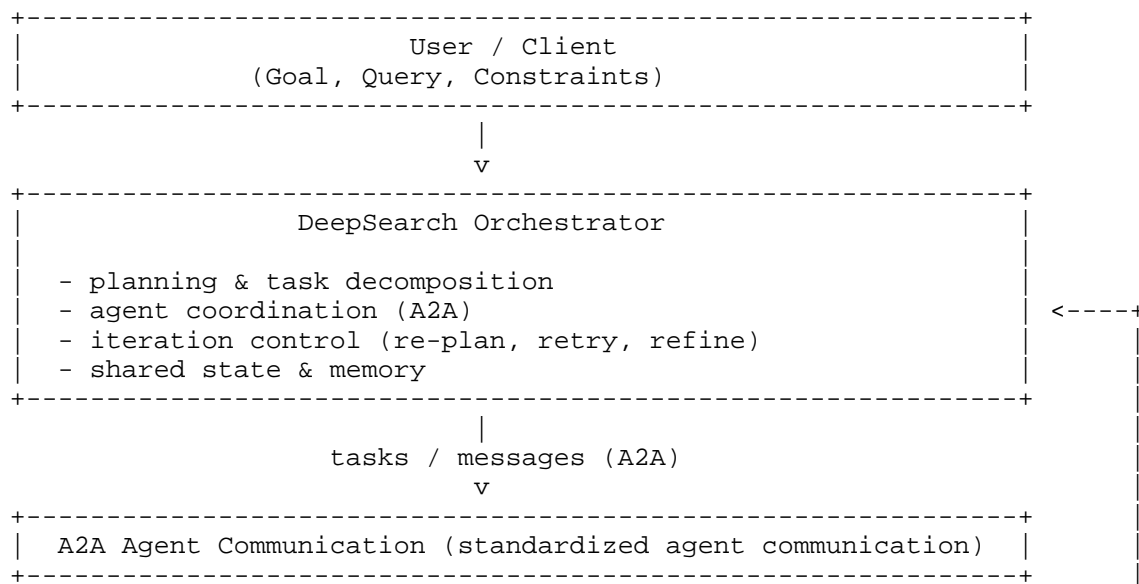 User / Client
(Goal, Query, Constraints)
DeepSearch Orchestrator
- planning & task decomposition
- agent coordination (A2A)
- iteration control (re-plan, retry, refine)
- shared state & memory
tasks / messages (A2A)
A2A Agent Communication (standardized agent communication)